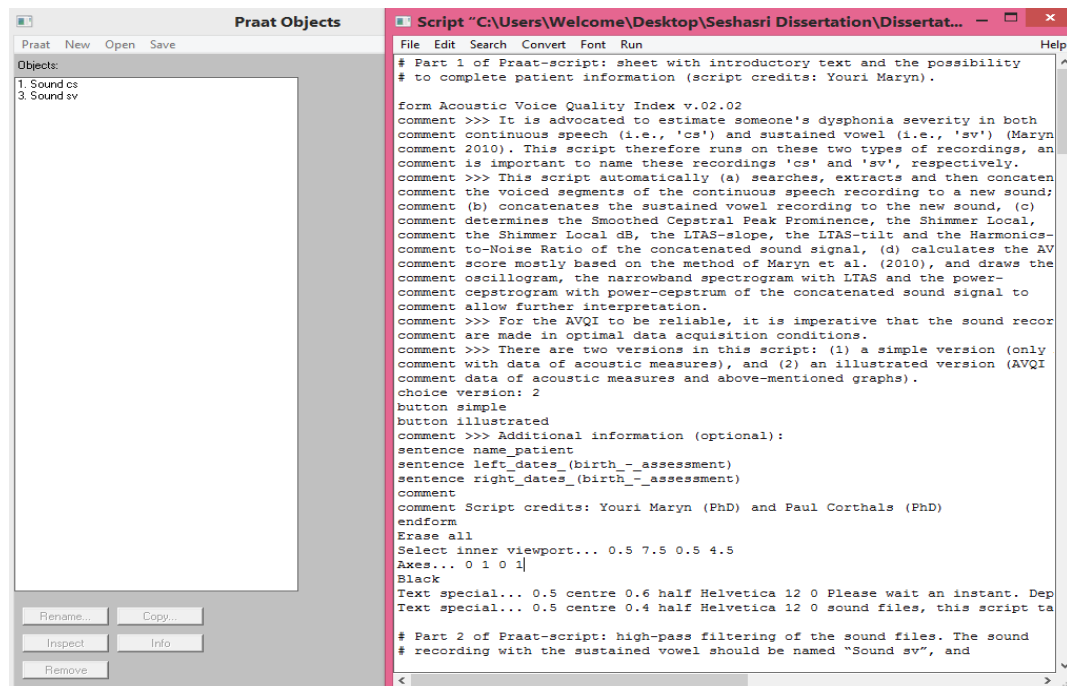 Praat Objects
Praat New Open Save
Objects:
1. Sound cs
3. Sound sv
Rename... Copy...
Inspect Info
Remove
Script “C:\Users\Welcome\Desktop\Seshasri Dissertation\Dissertat...
File Edit Search Convert Font Run Help
# Part 1 of Praat-script: sheet with introductory text and the possibility
# to complete patient information (script credits: Youri Maryn).
form Acoustic Voice Quality Index v.02.02
comment >>> It is advocated to estimate someone's dysphonia severity in both
comment continuous speech (i.e., 'cs') and sustained vowel (i.e., 'sv') (Maryn
comment 2010). This script therefore runs on these two types of recordings, an
comment is important to name these recordings 'cs' and 'sv', respectively.
comment >>> This script automatically (a) searches, extracts and then concaten
comment the voiced segments of the continuous speech recording to a new sound;
comment (b) concatenates the sustained vowel recording to the new sound, (c)
comment determines the Smoothed Cepstral Peak Prominence, the Shimmer Local,
comment the Shimmer Local dB, the LTAS-slope, the LTAS-tilt and the Harmonics-
comment to-Noise Ratio of the concatenated sound signal, (d) calculates the AV
comment score mostly based on the method of Maryn et al. (2010), and draws the
comment oscillogram, the narrowband spectrogram with LTAS and the power-
comment cepstrogram with power-cepstrum of the concatenated sound signal to
comment allow further interpretation.
comment >>> For the AVQI to be reliable, it is imperative that the sound recor
comment are made in optimal data acquisition conditions.
comment >>> There are two versions in this script: (1) a simple version (only
comment with data of acoustic measures), and (2) an illustrated version (AVQI
comment data of acoustic measures and above-mentioned graphs).
choice version: 2
button simple
button illustrated
comment >>> Additional information (optional):
sentence name_patient
sentence left_dates_(birth_-_assessment)
sentence right_dates_(birth_-_assessment)
comment
comment Script credits: Youri Maryn (PhD) and Paul Corthals (PhD)
endform
Erase all
Select inner viewport... 0.5 7.5 0.5 4.5
Axes... 0 1 0 1
Black
Text special... 0.5 centre 0.6 half Helvetica 12 0 Please wait an instant. Dep
Text special... 0.5 centre 0.4 half Helvetica 12 0 sound files, this script ta
# Part 2 of Praat-script: high-pass filtering of the sound files. The sound
# recording with the sustained vowel should be named “Sound sv”, and